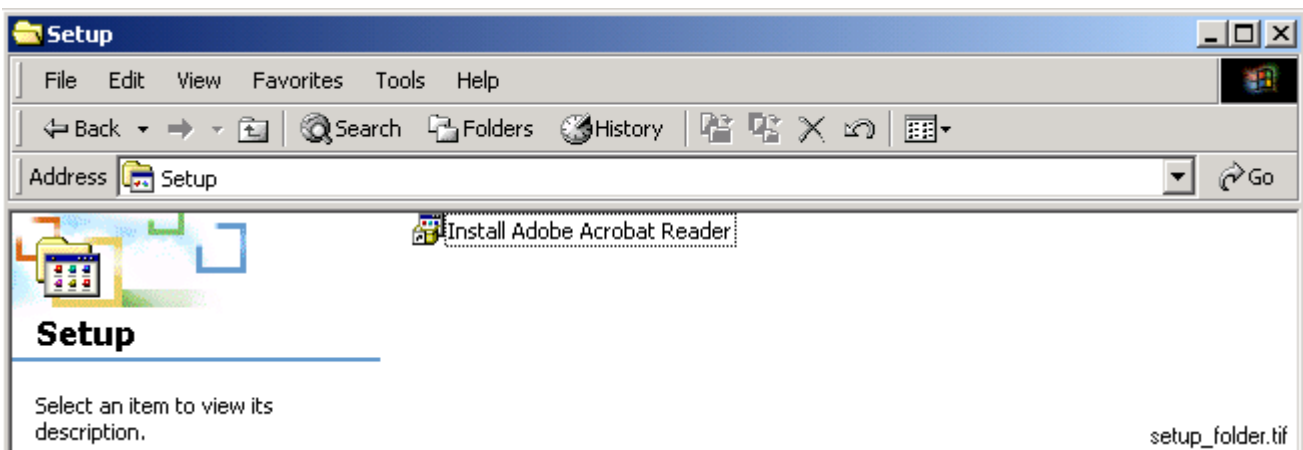 Setup
File Edit View Favorites Tools Help
Back Search Folders History
Address Setup Go
Install Adobe Acrobat Reader
Setup
Select an item to view its
description.
setup_folder.tif